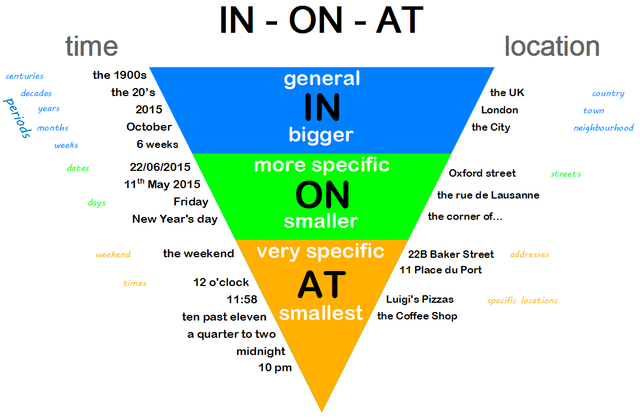 IN - ON - AT
time
location
centuries
the 1900s
general
decades
the 20's
the UK
country
periods
years
2015
IN
London
town
months
October
bigger
the City
neighbourhood
weeks
6 weeks
dates
22/06/2015
more specific
Oxford street
streets
11th May 2015
ON
days
Friday
the rue de Lausanne
New Year's day
smaller
the corner of...
weekend
the weekend
very specific
22B Baker Street
addresses
11 Place du Port
times
12 o'clock
AT
11:58
Luigi's Pizzas
specific locations
ten past eleven
smallest
the Coffee Shop
a quarter to two
midnight
10 pm